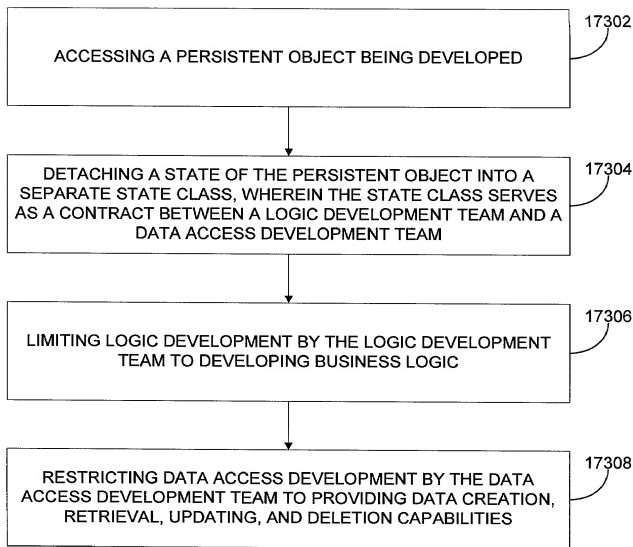 17302
ACCESSING A PERSISTENT OBJECT BEING DEVELOPED
17304
DETACHING A STATE OF THE PERSISTENT OBJECT INTO A
SEPARATE STATE CLASS, WHEREIN THE STATE CLASS SERVES
AS A CONTRACT BETWEEN A LOGIC DEVELOPMENT TEAM AND A
DATA ACCESS DEVELOPMENT TEAM
17306
LIMITING LOGIC DEVELOPMENT BY THE LOGIC DEVELOPMENT
TEAM TO DEVELOPING BUSINESS LOGIC
17308
RESTRICTING DATA ACCESS DEVELOPMENT BY THE DATA
ACCESS DEVELOPMENT TEAM TO PROVIDING DATA CREATION,
RETRIEVAL, UPDATING, AND DELETION CAPABILITIES